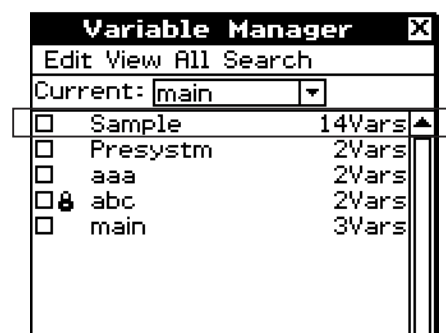 Variable Manager
Edit View All Search
Current: main
Sample 14Vars
Presystm 2Vars
aaa 2Vars
abc 2Vars
main 3Vars